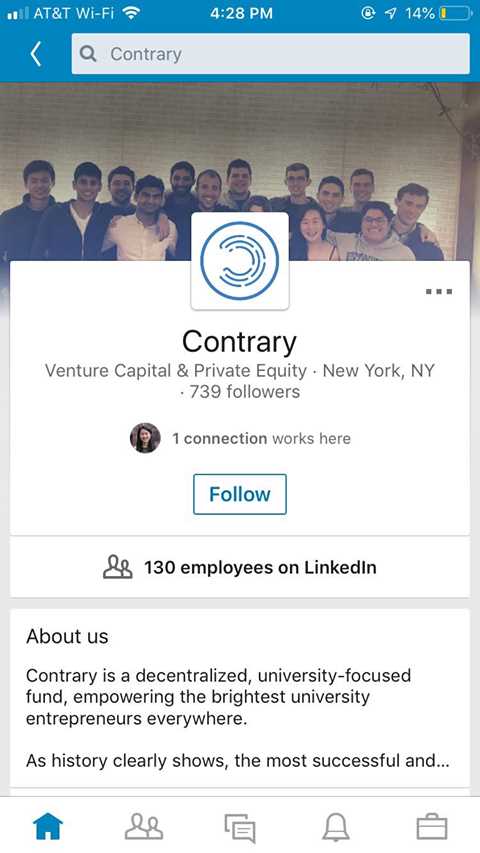 AT&T Wi-Fi 4:28 PM 14%
Contrary
Contrary
Venture Capital & Private Equity · New York, NY
· 739 followers
1 connection works here
Follow
130 employees on LinkedIn
About us
Contrary is a decentralized, university-focused
fund, empowering the brightest university
entrepreneurs everywhere.
As history clearly shows, the most successful and...